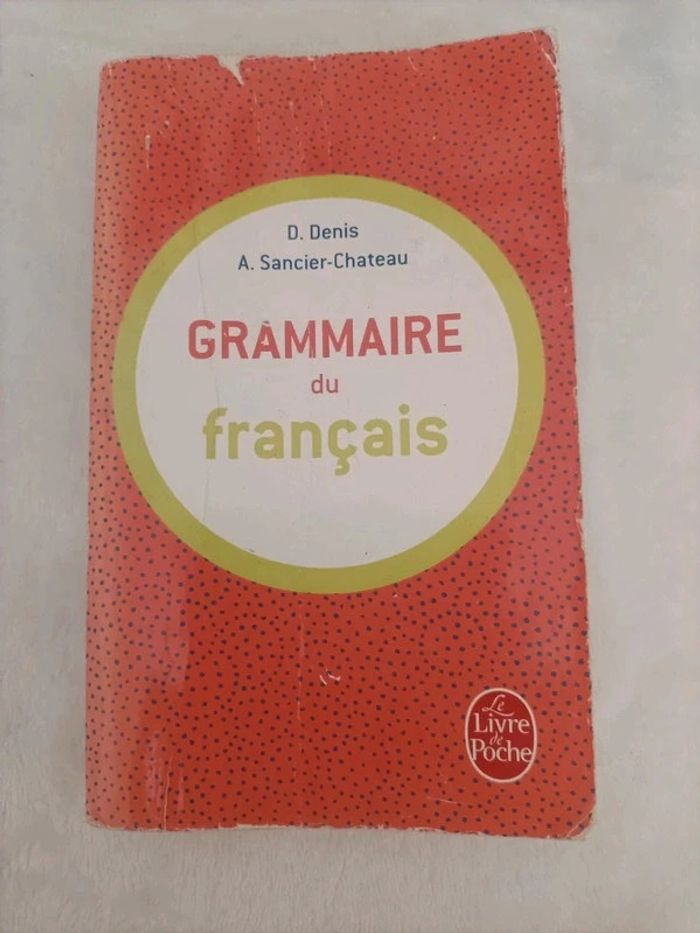 D. Denis
A. Sancier-Chateau
GRAMMAIRE
du
français
Le
Livre
de
Poche